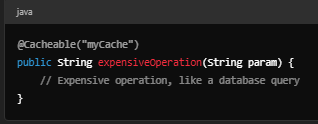 java
@Cacheable("myCache")
public String expensiveOperation(String param) {
    // Expensive operation, like a database query
}